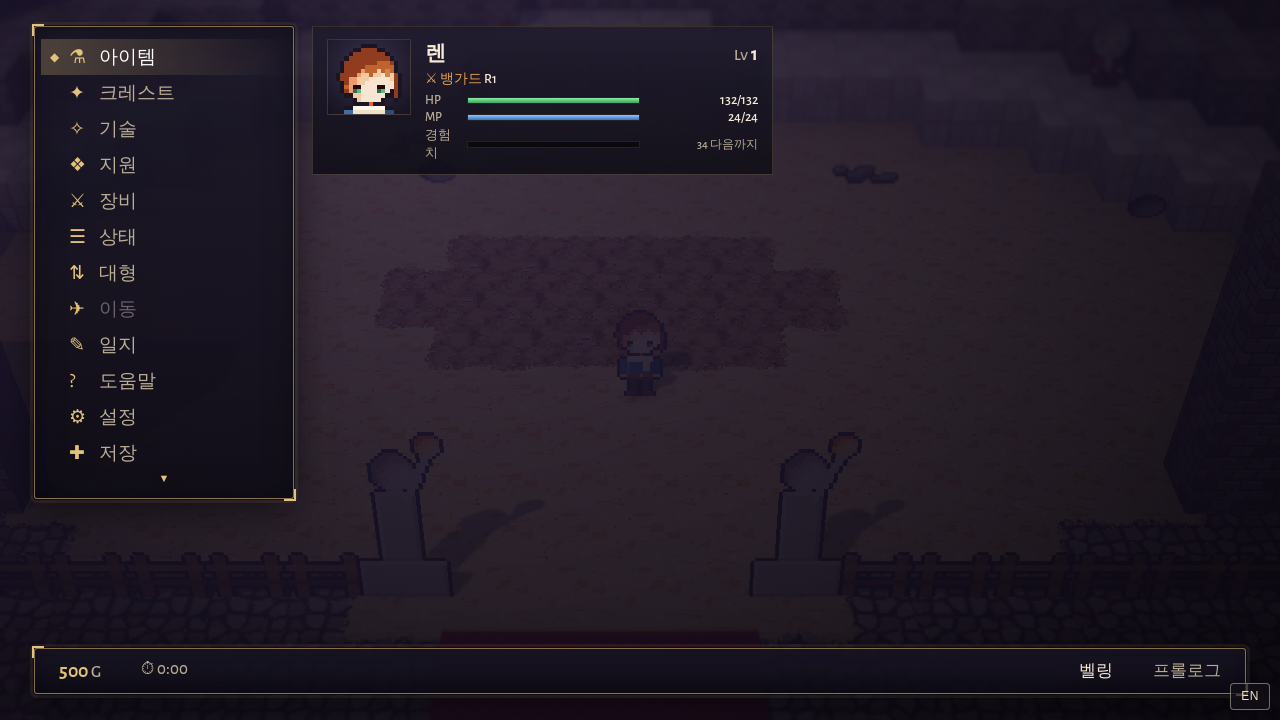 아이템
크레스트
기술
지원
장비
상태
대형
이동
일지
도움말
설정
저장
렌 Lv 1
뱅가드 R1
HP 132/132
MP 24/24
경험치 34 다음까지
500 G 0:00 벨링 프롤로그
EN